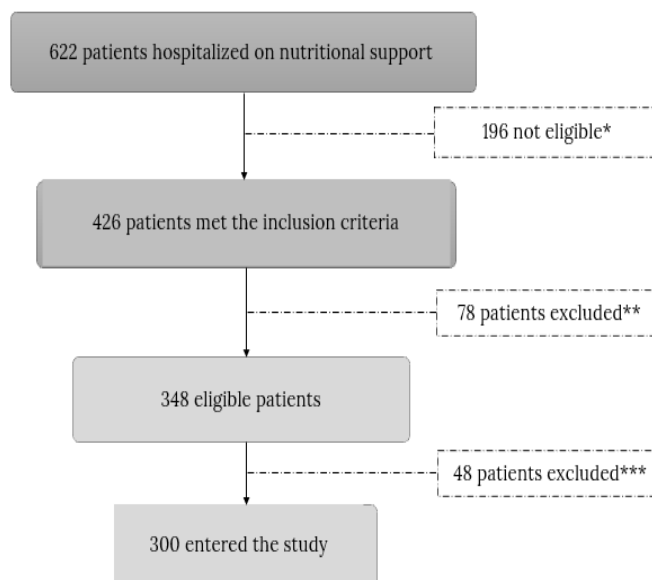 622 patients hospitalized on nutritional support
196 not eligible*
426 patients met the inclusion criteria
78 patients excluded**
348 eligible patients
48 patients excluded***
300 entered the study